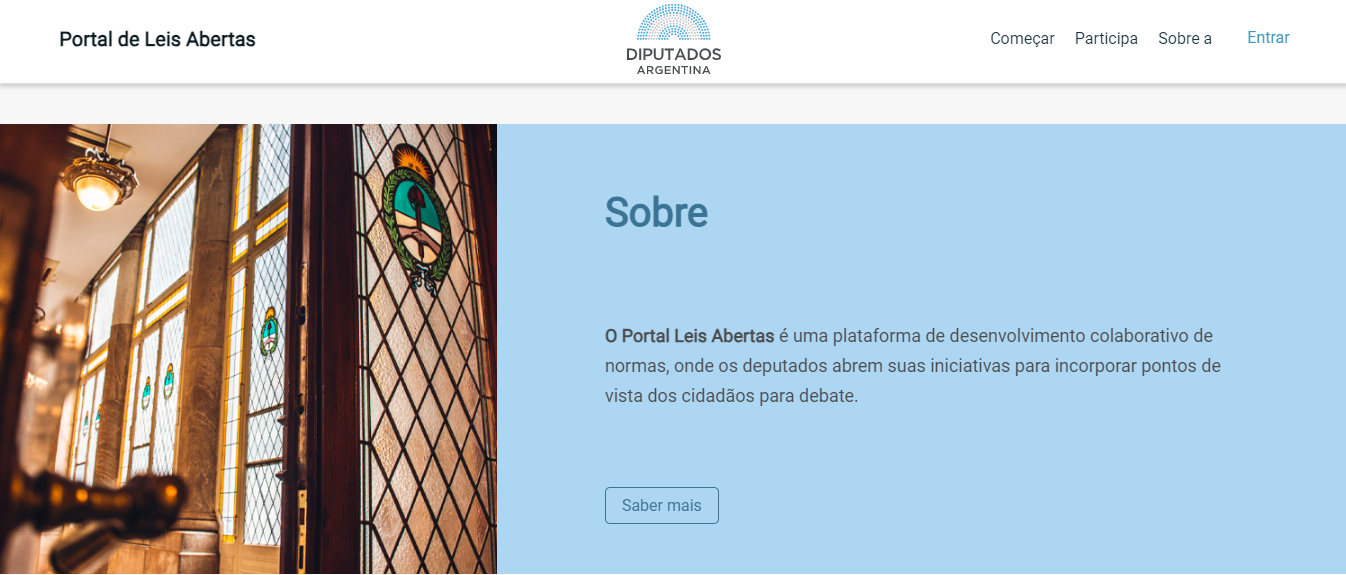 Portal de Leis Abertas
DIPUTADOS
ARGENTINA
Começar Participa Sobre a Entrar
Sobre
O Portal Leis Abertas é uma plataforma de desenvolvimento colaborativo de
normas, onde os deputados abrem suas iniciativas para incorporar pontos de
vista dos cidadãos para debate.
Saber mais